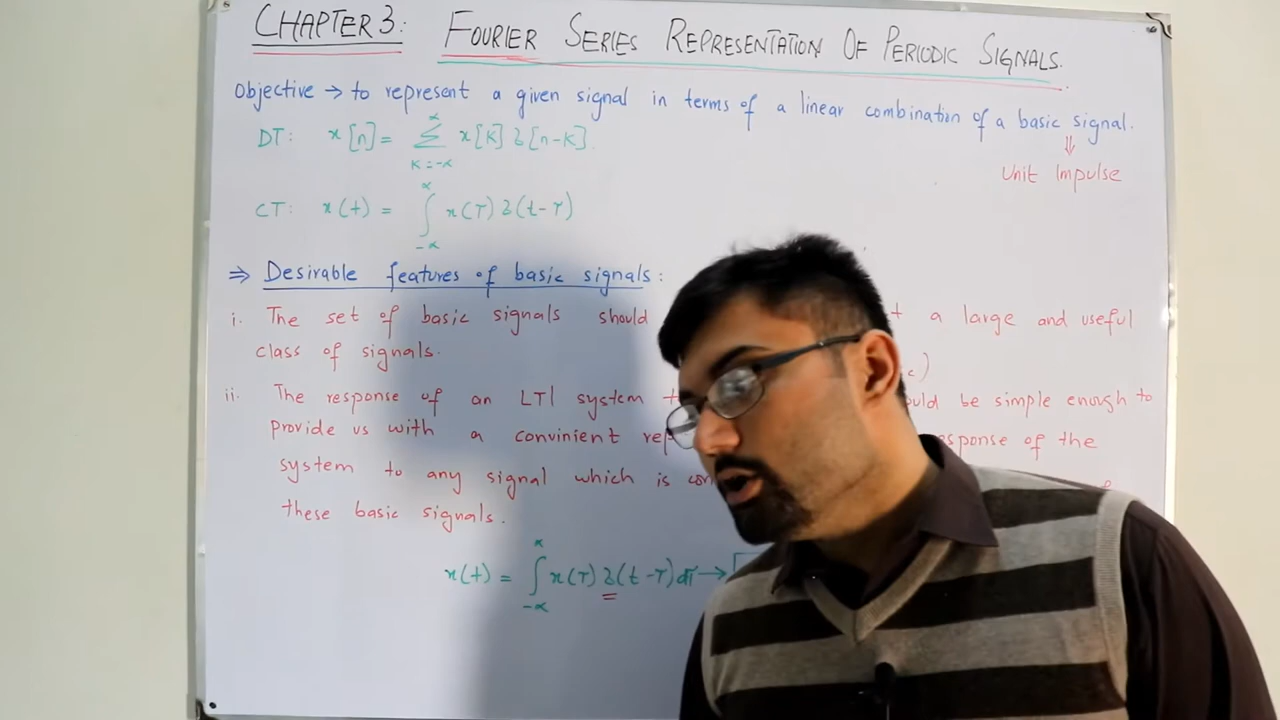 CHAPTER 3: FOURIER SERIES REPRESENTATION OF PERIODIC SIGNALS.
Objective → to represent a given signal in terms of a linear combination of a basic signal.
⇓
Unit Impulse
DT: x[n] = ∞ Σ K=-∞ x[K] δ[n-K].
CT: x(t) = ∞ ∫ -∞ x(τ) δ(t-τ)
⇒ Desirable features of basic signals:
i. The set of basic signals should t a large and useful
class of signals. c)
ii. The response of an LTI system be simple enough to
provide us with a convinient response of the
system to any signal which is
these basic signals.
x(t) = ∞ ∫ -∞ x(τ) δ(t-τ) dτ →